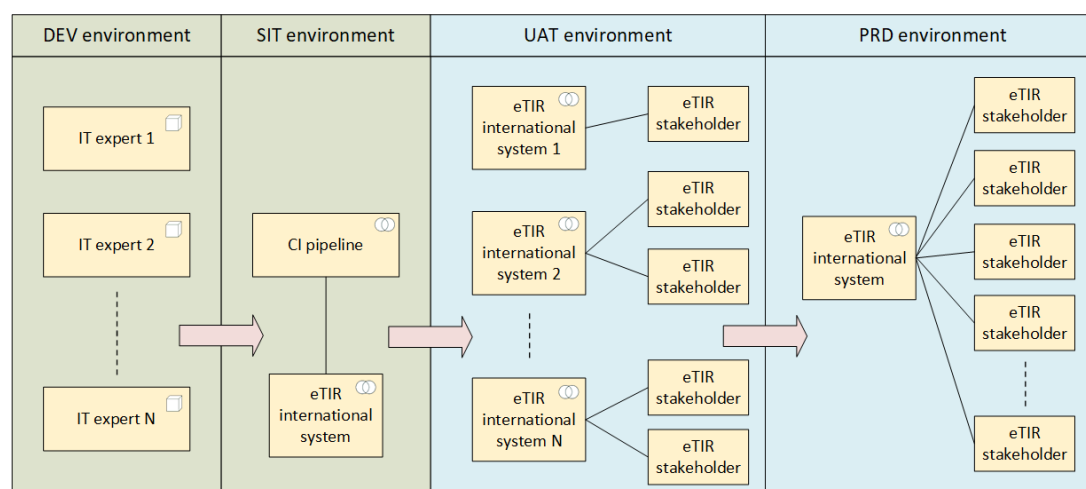 DEV environment
SIT environment
UAT environment
PRD environment
IT expert 1
IT expert 2
IT expert N
CI pipeline
eTIR
international
system
eTIR
international
system 1
eTIR
stakeholder
eTIR
international
system 2
eTIR
stakeholder
eTIR
stakeholder
eTIR
international
system N
eTIR
stakeholder
eTIR
stakeholder
eTIR
international
system
eTIR
stakeholder
eTIR
stakeholder
eTIR
stakeholder
eTIR
stakeholder
eTIR
stakeholder